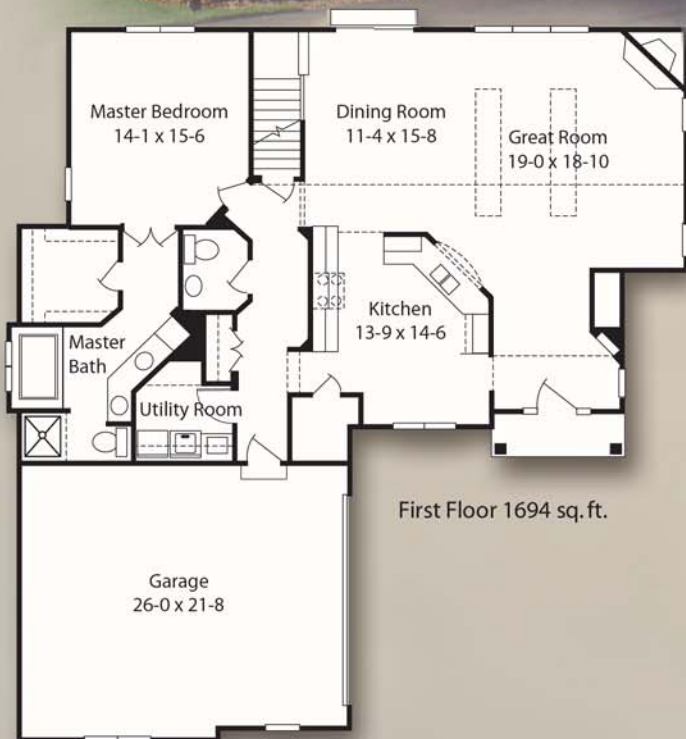 Master Bedroom
14-1 x 15-6
Dining Room
11-4 x 15-8
Great Room
19-0 x 18-10
Kitchen
13-9 x 14-6
Master
Bath
Utility Room
First Floor 1694 sq. ft.
Garage
26-0 x 21-8